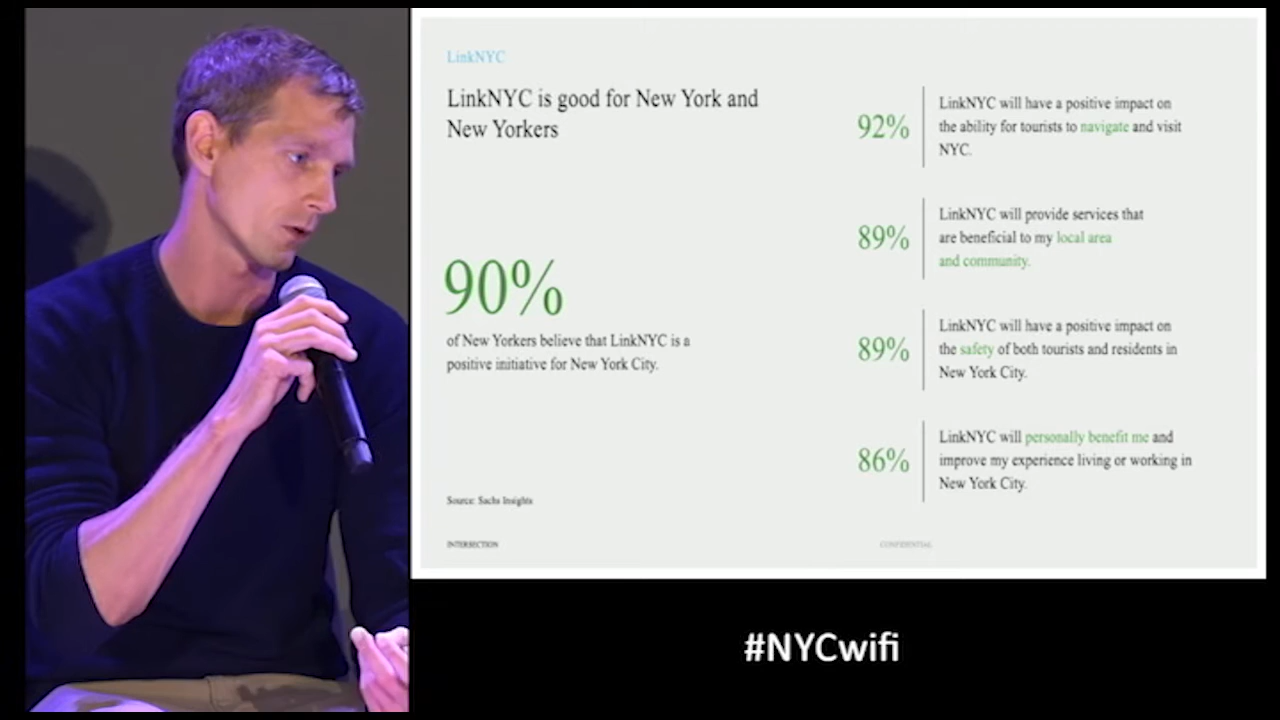 LinkNYC
LinkNYC is good for New York and
New Yorkers
90%
of New Yorkers believe that LinkNYC is a
positive initiative for New York City.
Source: Sachs Insights
INTERSECTION
92%
LinkNYC will have a positive impact on
the ability for tourists to navigate and visit
NYC.
89%
LinkNYC will provide services that
are beneficial to my local area
and community.
89%
LinkNYC will have a positive impact on
the safety of both tourists and residents in
New York City.
86%
LinkNYC will personally benefit me and
improve my experience living or working in
New York City.
CONFIDENTIAL
#NYCwifi